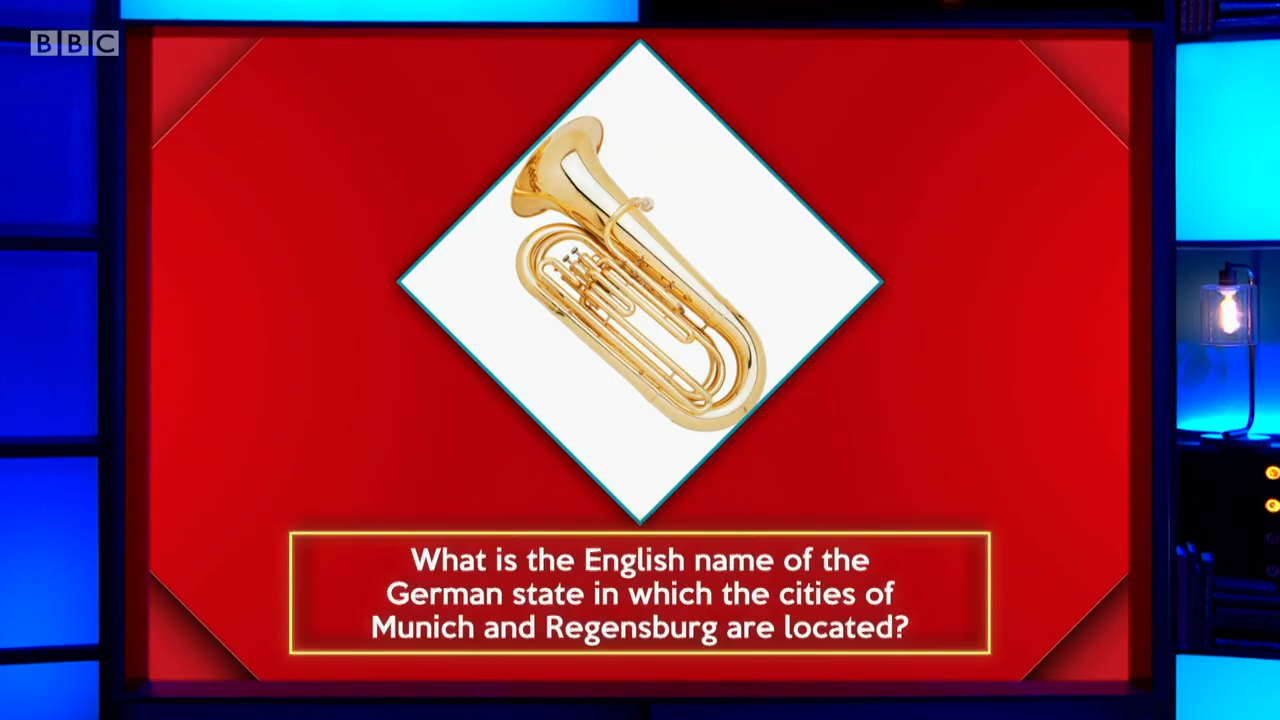 BBC
What is the English name of the
German state in which the cities of
Munich and Regensburg are located?